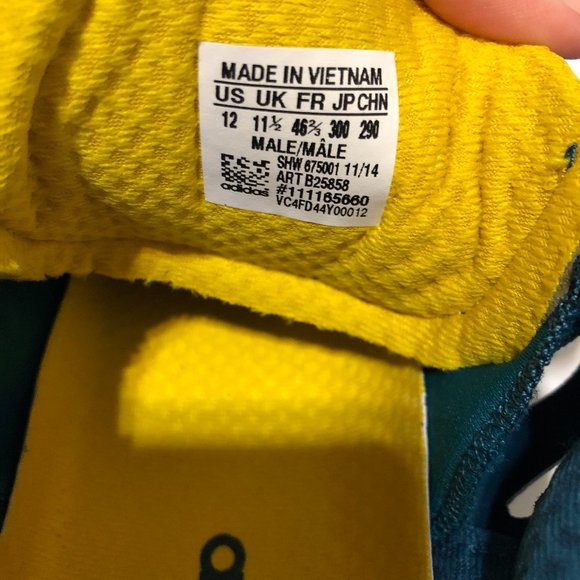 MADE IN VIETNAM
US UK FR JP CHN
12 11½ 46⅔ 300 290
MALE/MÂLE
SHW 675001 11/14
ART B25858
#111165660
adidas VC4FD44Y00012